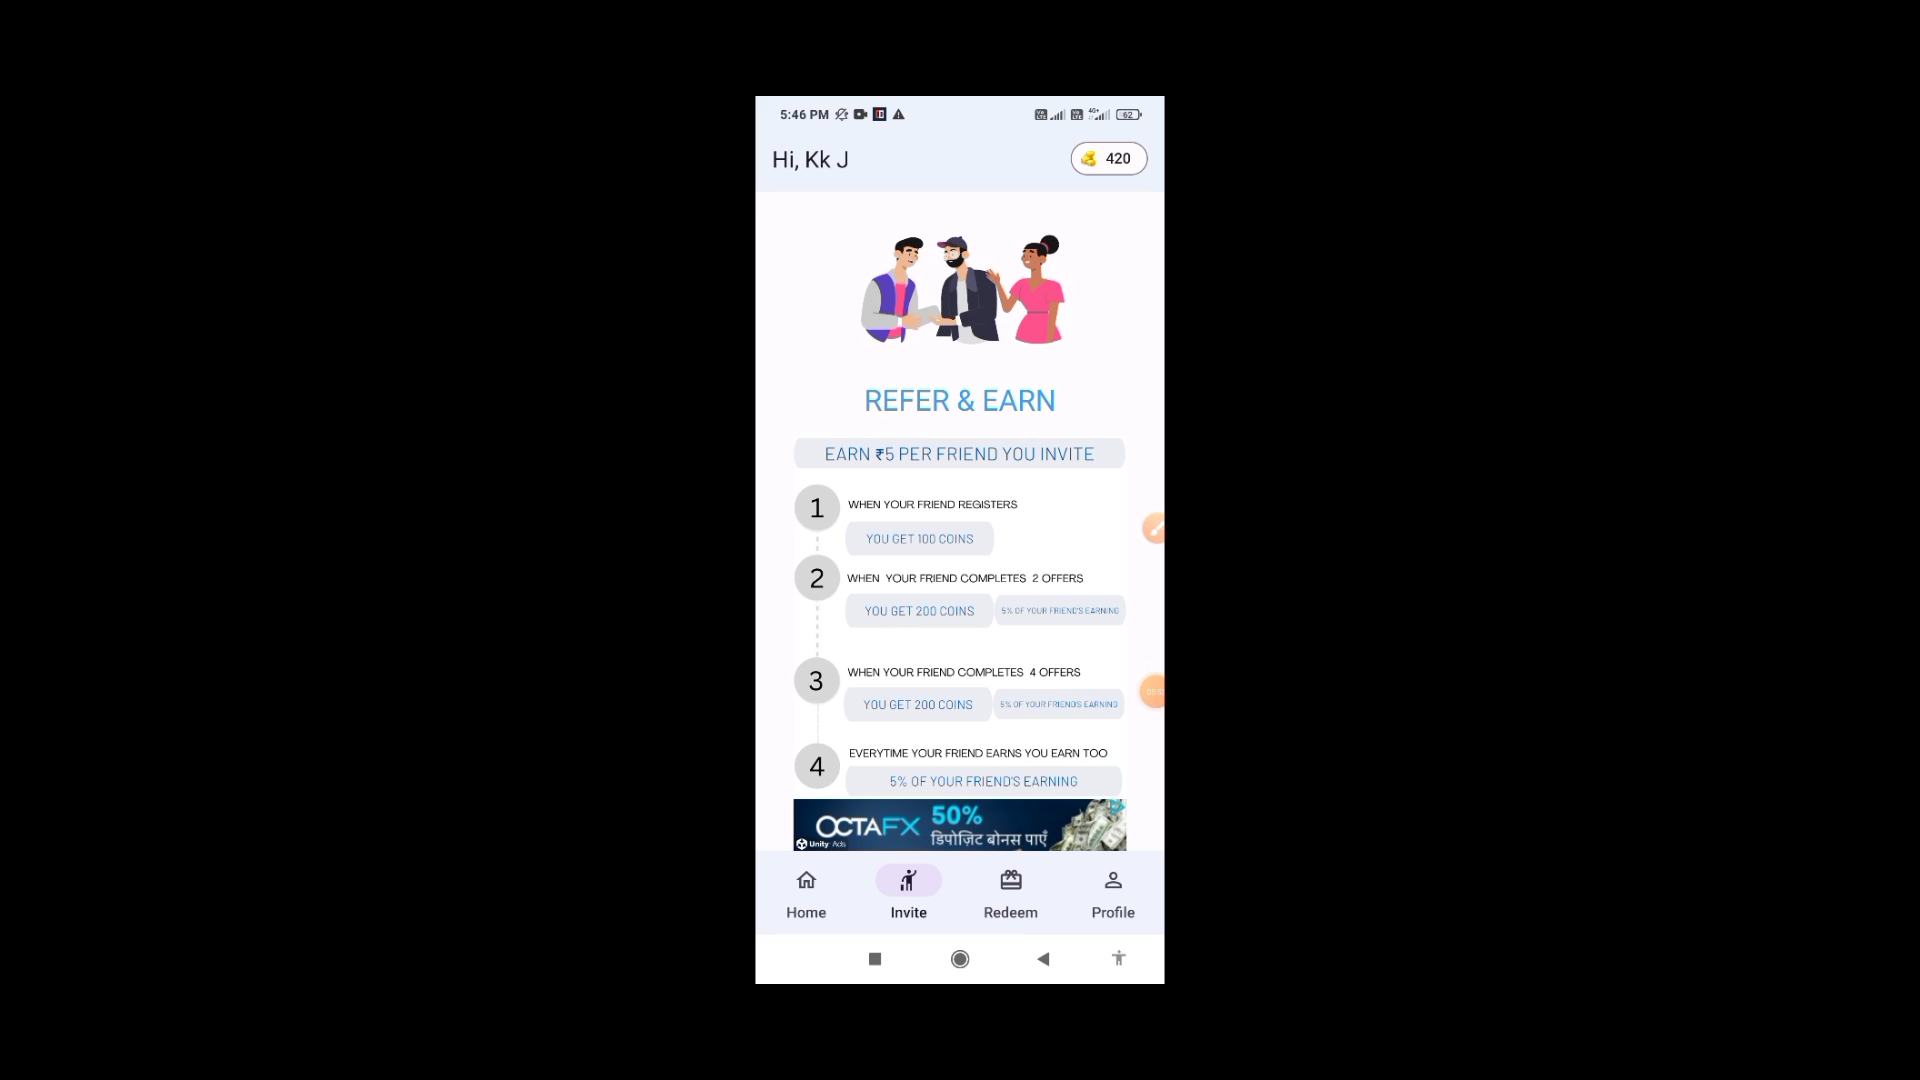 5:46 PM
4G+
62
Hi, Kk J
420
REFER & EARN
EARN ₹5 PER FRIEND YOU INVITE
1
WHEN YOUR FRIEND REGISTERS
YOU GET 100 COINS
2
WHEN YOUR FRIEND COMPLETES 2 OFFERS
YOU GET 200 COINS
5% OF YOUR FRIEND'S EARNING
3
WHEN YOUR FRIEND COMPLETES 4 OFFERS
YOU GET 200 COINS
5% OF YOUR FRIEND'S EARNING
4
EVERYTIME YOUR FRIEND EARNS YOU EARN TOO
5% OF YOUR FRIEND'S EARNING
OCTAFX
50%
डिपोज़िट बोनस पाएँ
Unity Ads
Home
Invite
Redeem
Profile